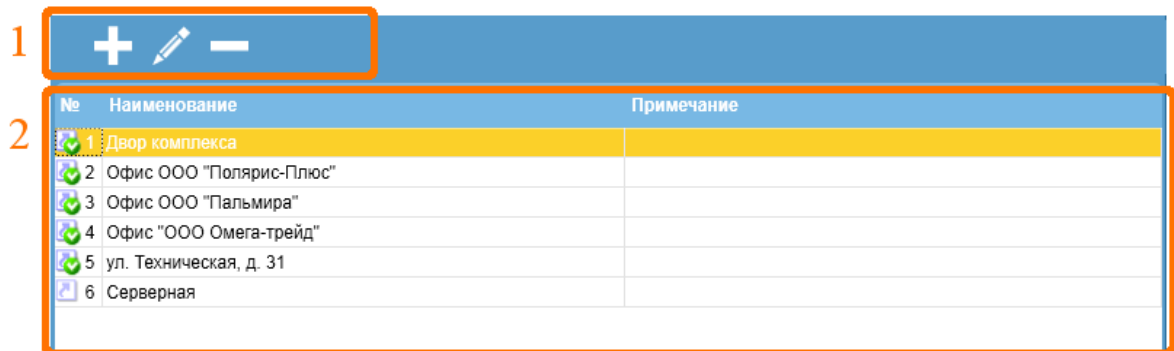 1
№ Наименование Примечание
2
1 Двор комплекса
2 Офис ООО "Полярис-Плюс"
3 Офис ООО "Пальмира"
4 Офис "ООО Омега-трейд"
5 ул. Техническая, д. 31
6 Серверная